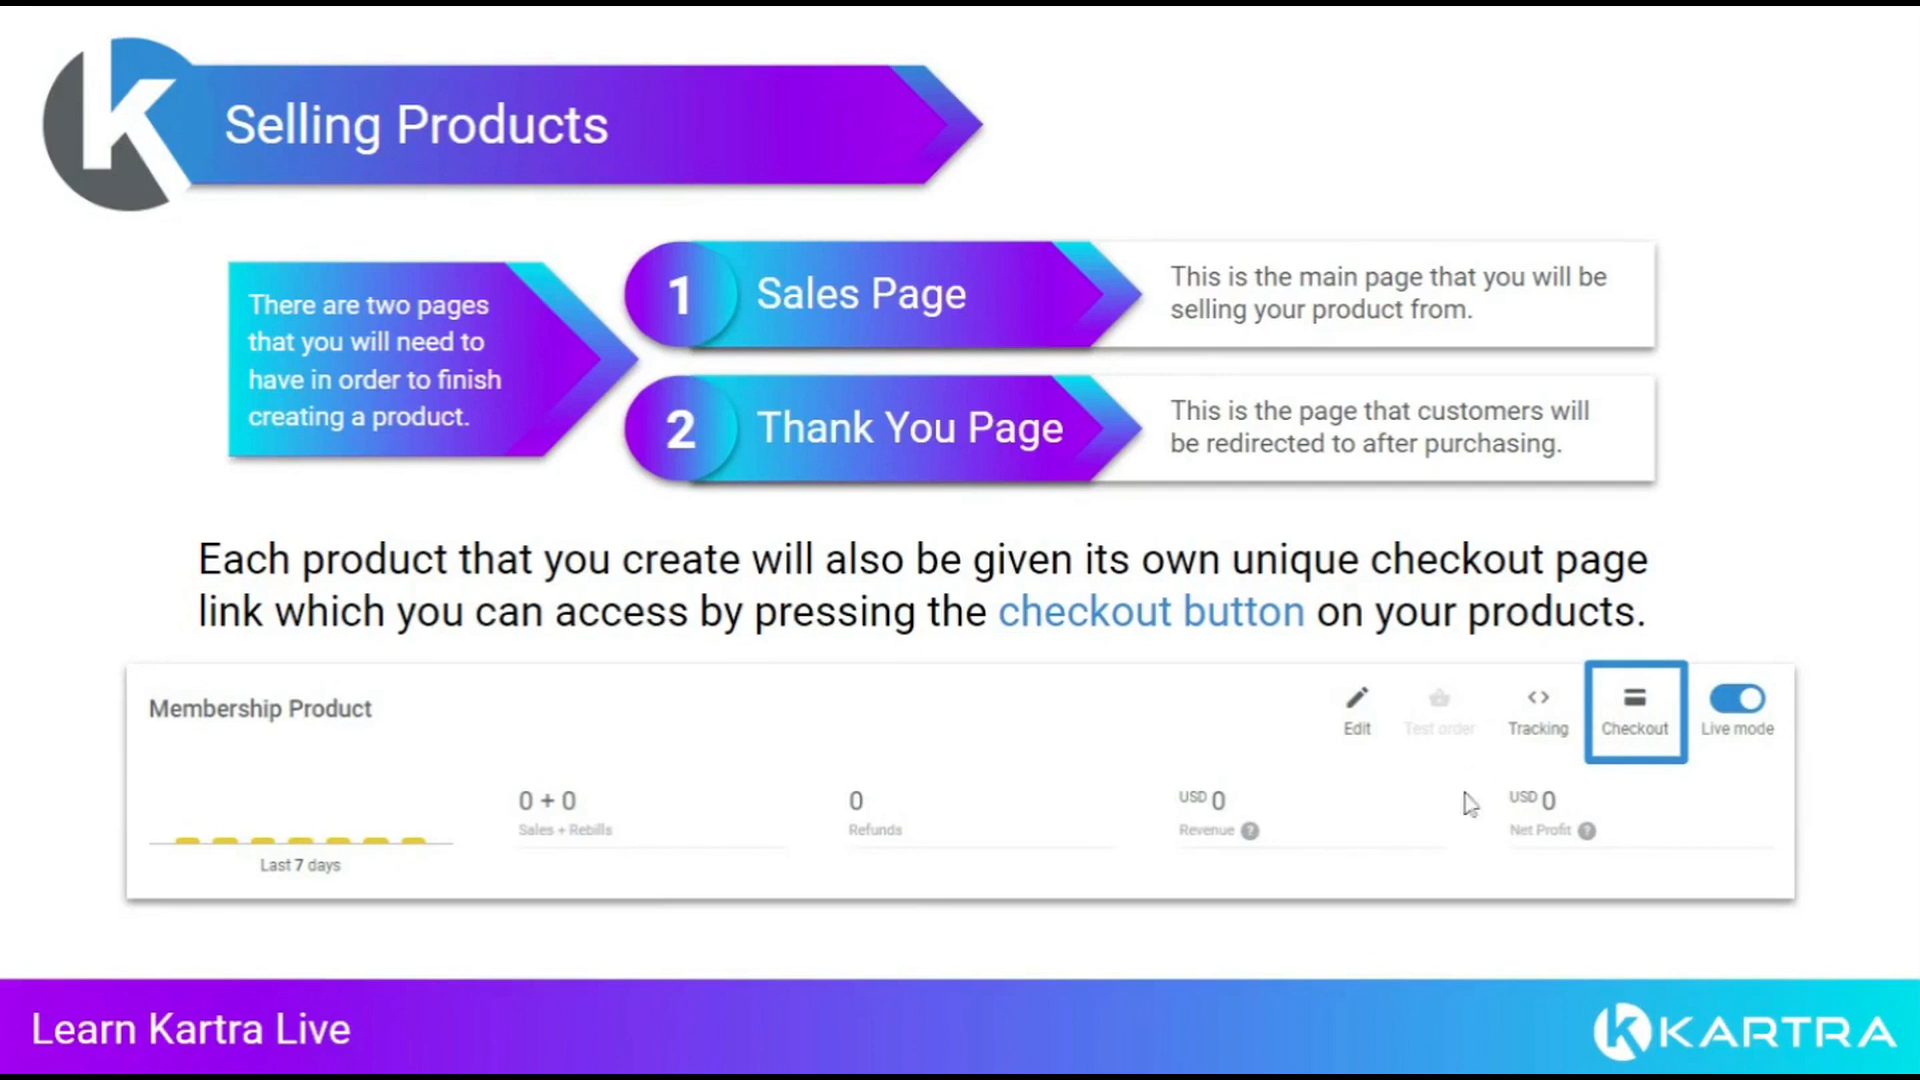 Selling Products
There are two pages
that you will need to
have in order to finish
creating a product.
1
Sales Page
This is the main page that you will be
selling your product from.
2
Thank You Page
This is the page that customers will
be redirected to after purchasing.
Each product that you create will also be given its own unique checkout page
link which you can access by pressing the checkout button on your products.
Membership Product
Edit
Test order
Tracking
Checkout
Live mode
Last 7 days
0 + 0
Sales + Rebills
0
Refunds
USD 0
Revenue ?
USD 0
Net Profit ?
Learn Kartra Live
KARTRA